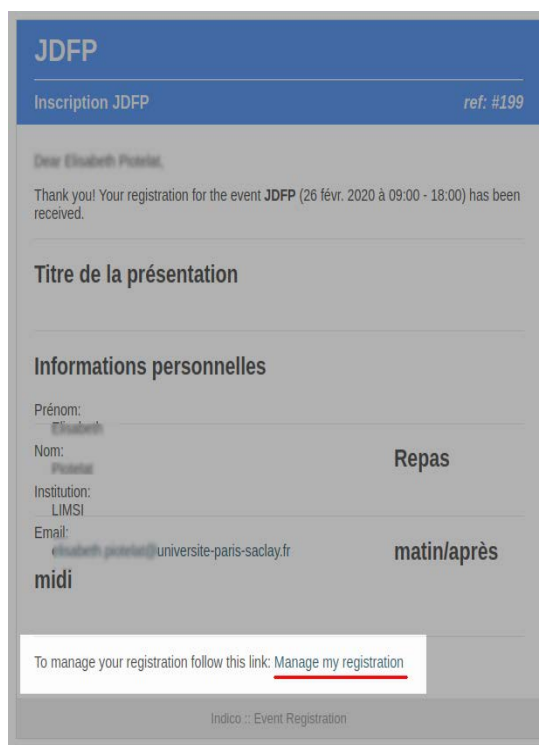 JDFP
Inscription JDFP ref: #199
Thank you! Your registration for the event JDFP (26 févr. 2020 à 09:00 - 18:00) has been
received.
Titre de la présentation
Informations personnelles
Prénom:
Nom:
Repas
Institution:
LIMSI
Email:
universite-paris-saclay.fr
matin/après
midi
To manage your registration follow this link: Manage my registration
Indico :: Event Registration